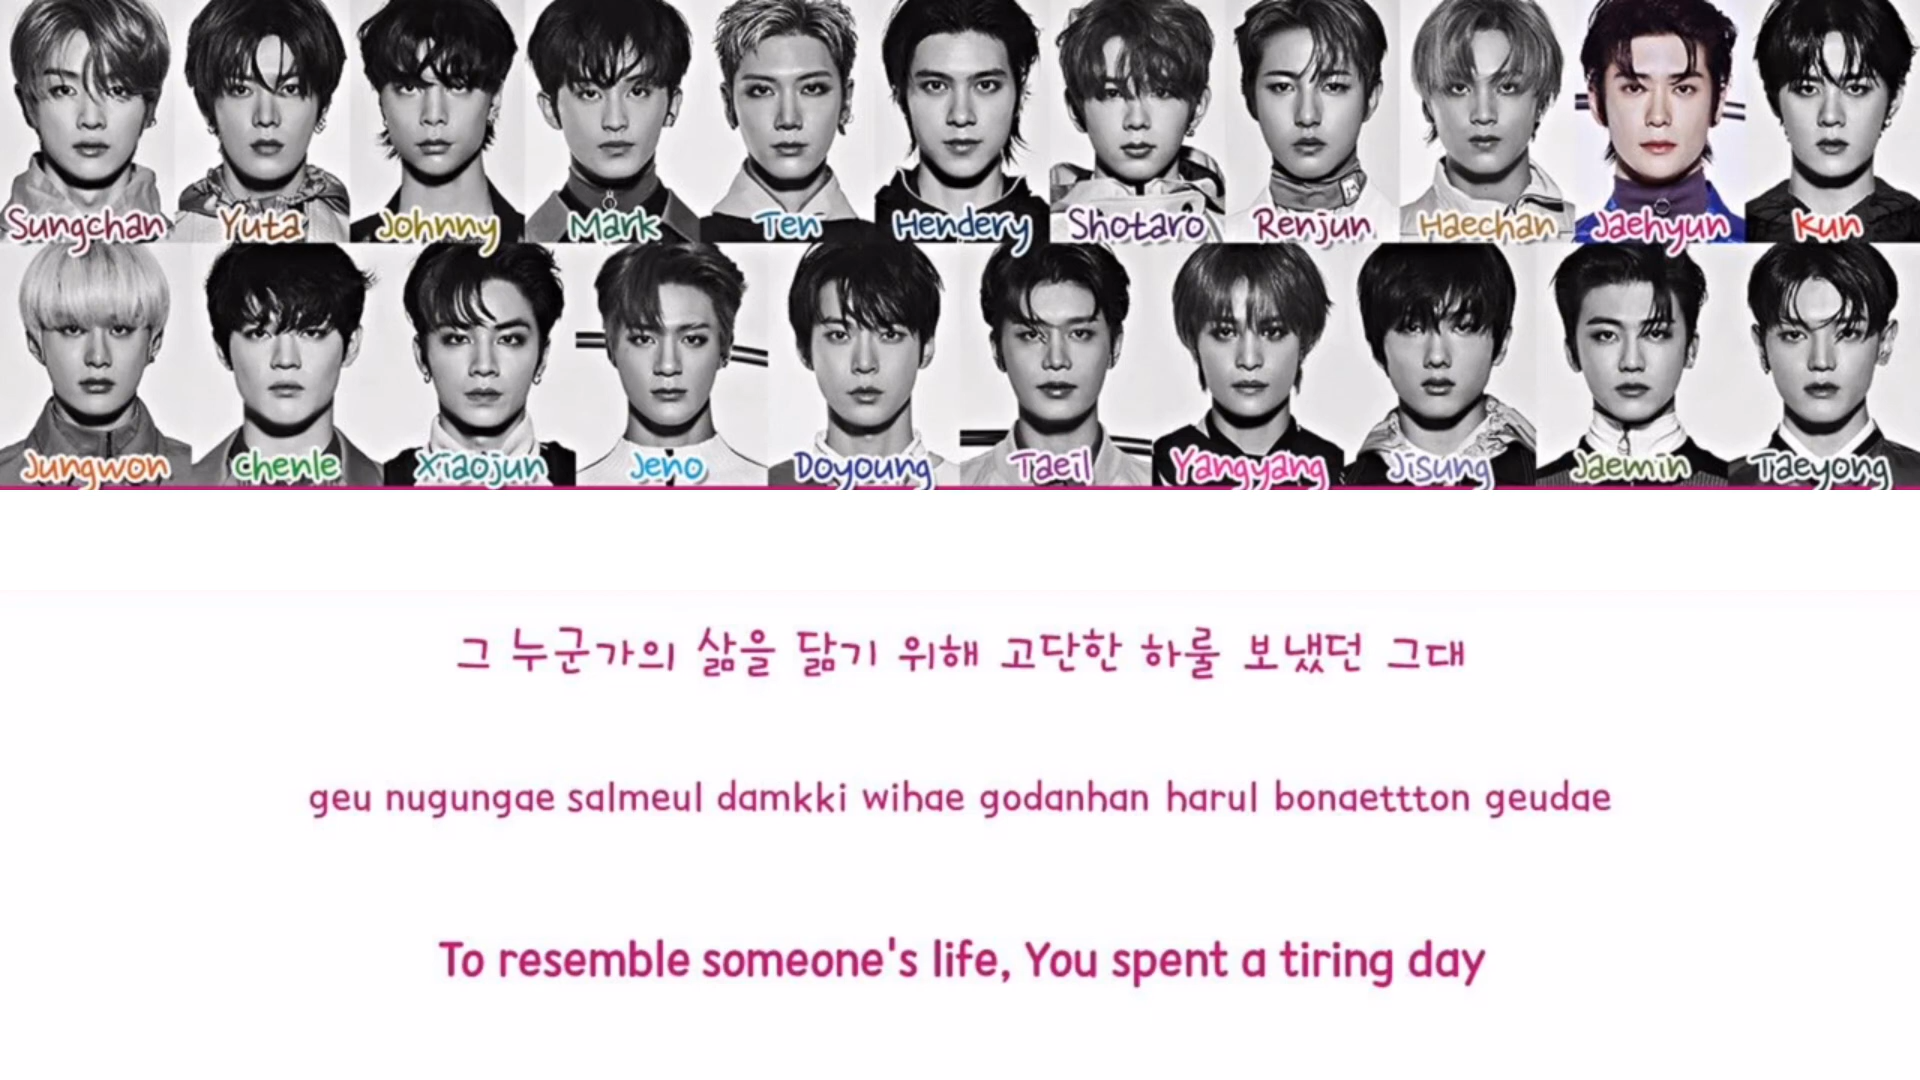 Sungchan Yuta Johnny Mark Ten Hendery Shotaro Renjun Haechan Jaehyun Kun
Jungwoo Chenle Xiaojun Jeno Doyoung Taeil Yangyang Jisung Jaemin Taeyong
그 누군가의 삶을 닮기 위해 고단한 하룰 보냈던 그대
geu nugungae salmeul damkki wihae godanhan harul bonaettton geudae
To resemble someone's life, You spent a tiring day